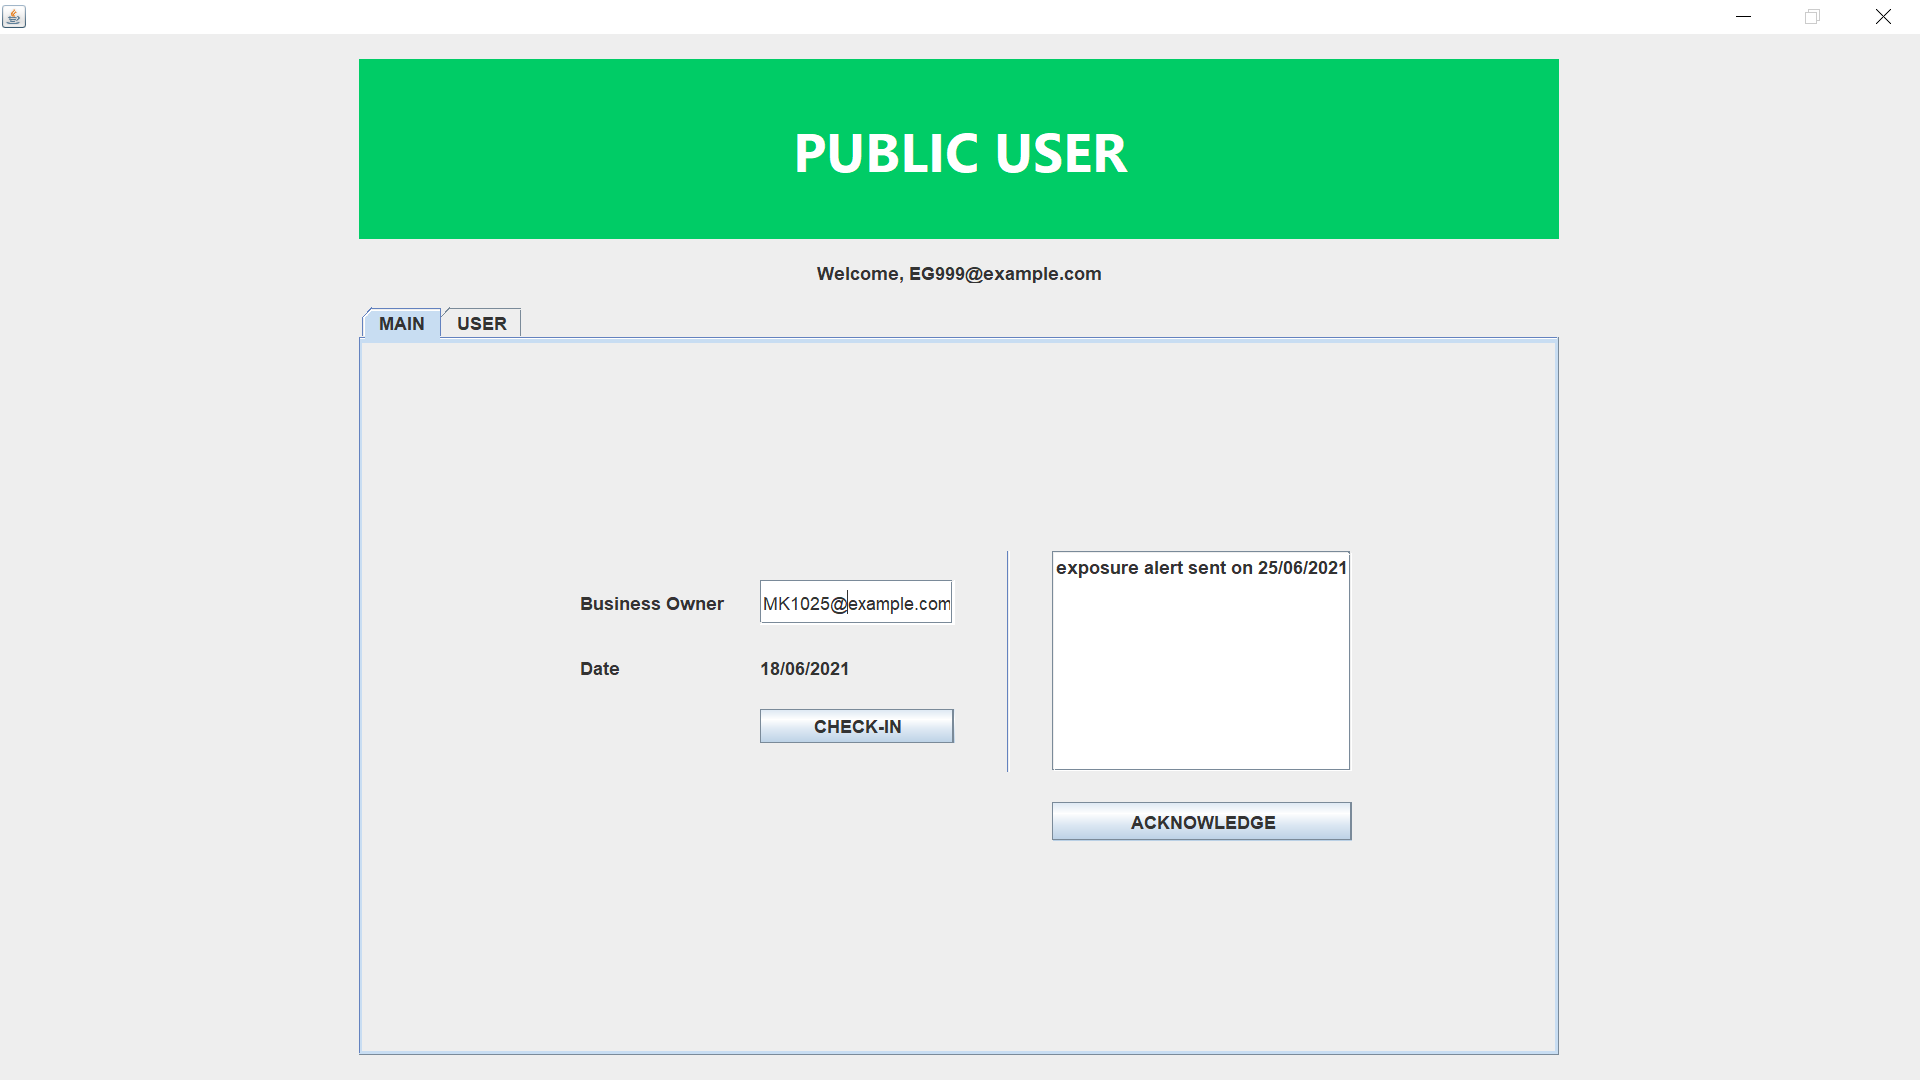 PUBLIC USER
Welcome, EG999@example.com
MAIN
USER
Business Owner
MK1025@example.com
Date
18/06/2021
CHECK-IN
exposure alert sent on 25/06/2021
ACKNOWLEDGE